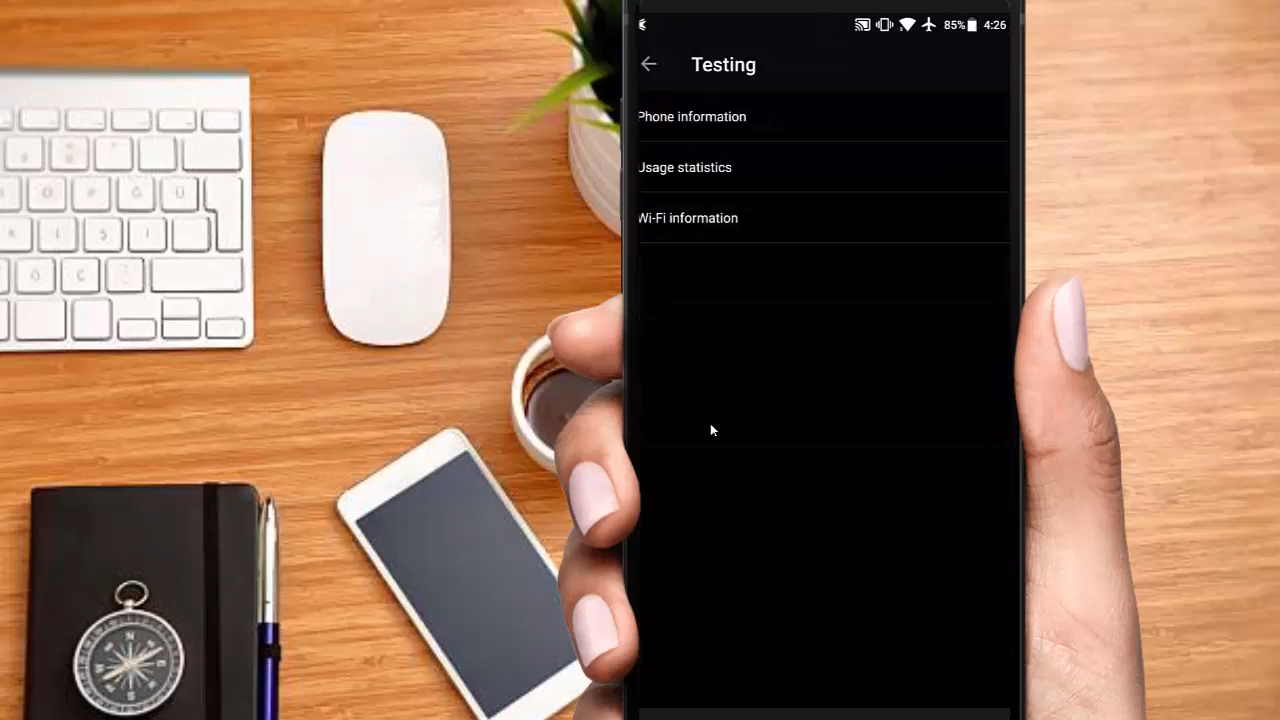 85% 4:26
Testing
Phone information
Usage statistics
Wi-Fi information